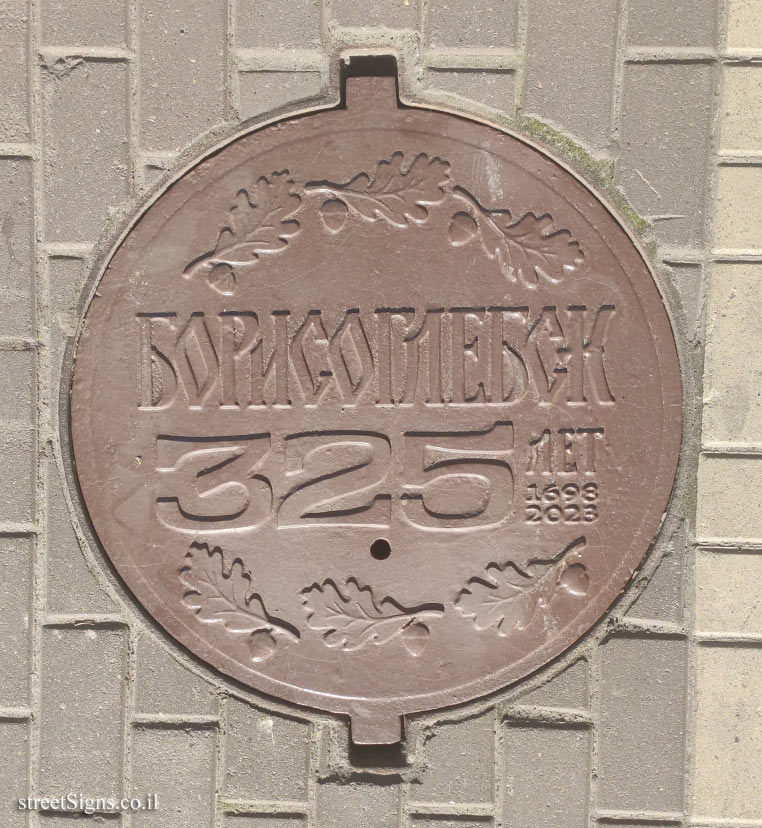 БОРИСОГЛЕБСК
325 ЛЕТ
1698
2023
streetSigns.co.il